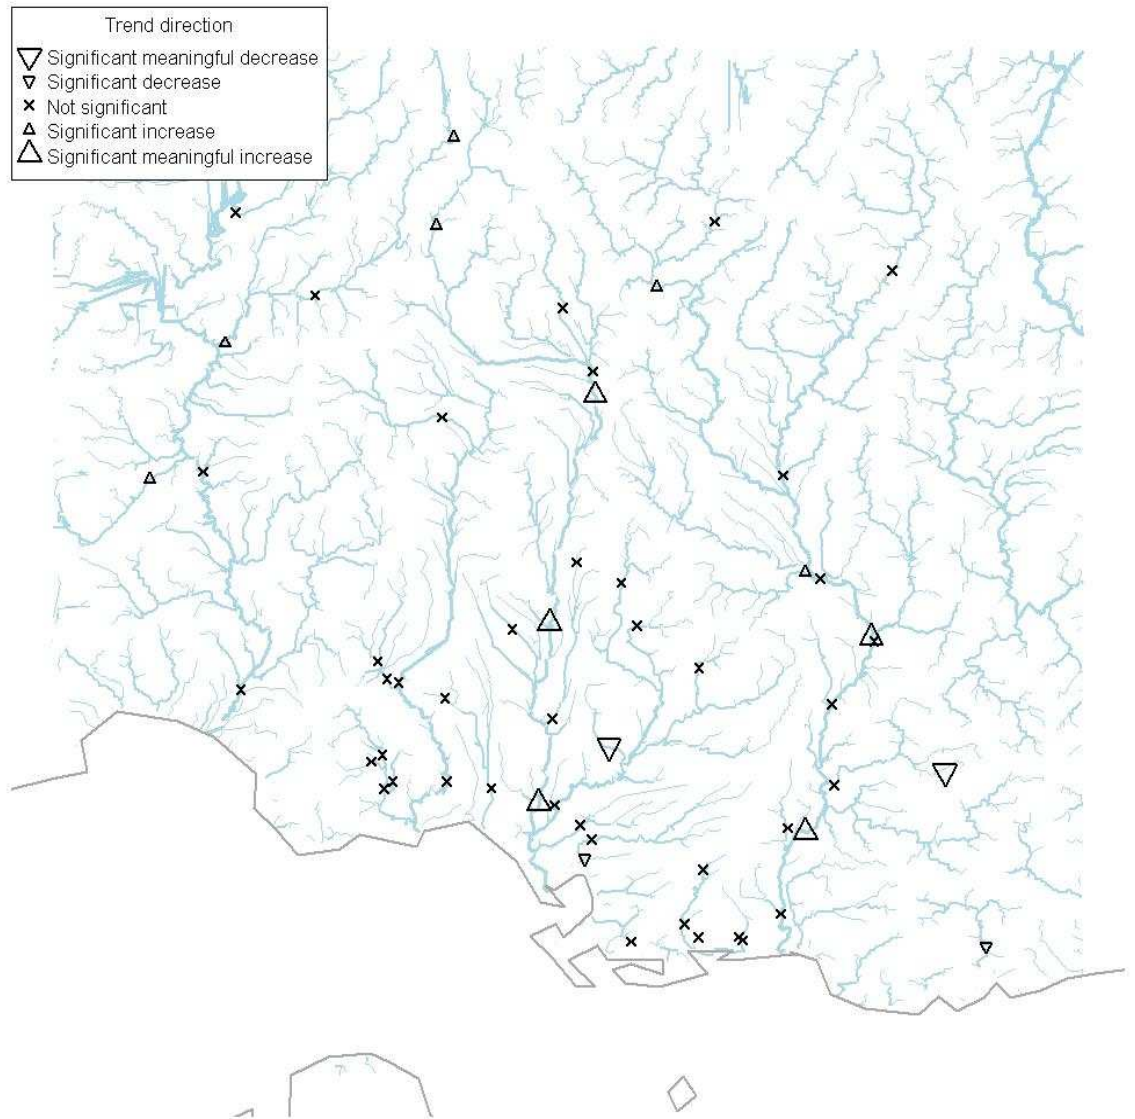 Trend direction
Significant meaningful decrease
Significant decrease
Not significant
Significant increase
Significant meaningful increase